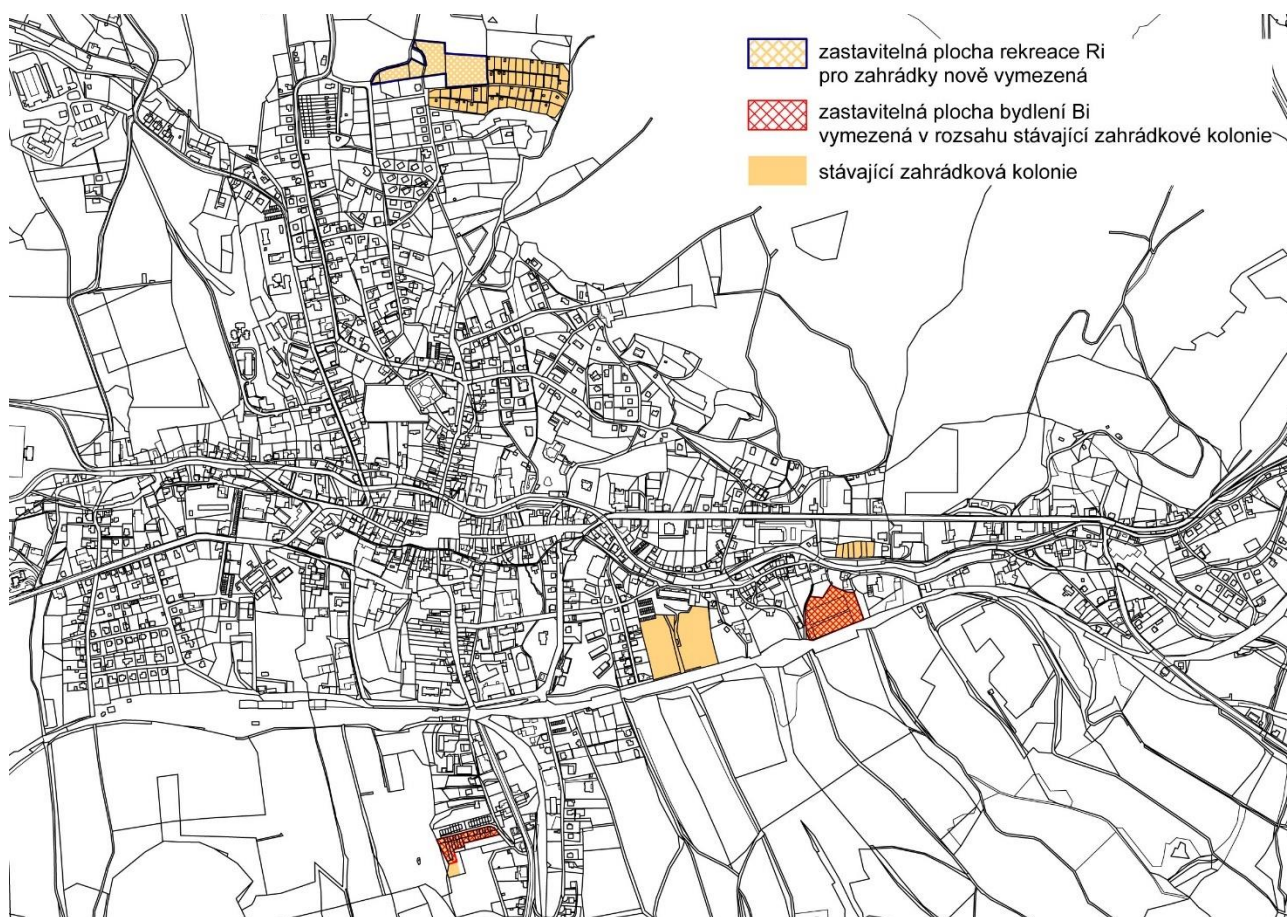 zastavitelná plocha rekreace Ri
pro zahrádky nově vymezená
zastavitelná plocha bydlení Bi
vymezená v rozsahu stávající zahrádkové kolonie
stávající zahrádková kolonie